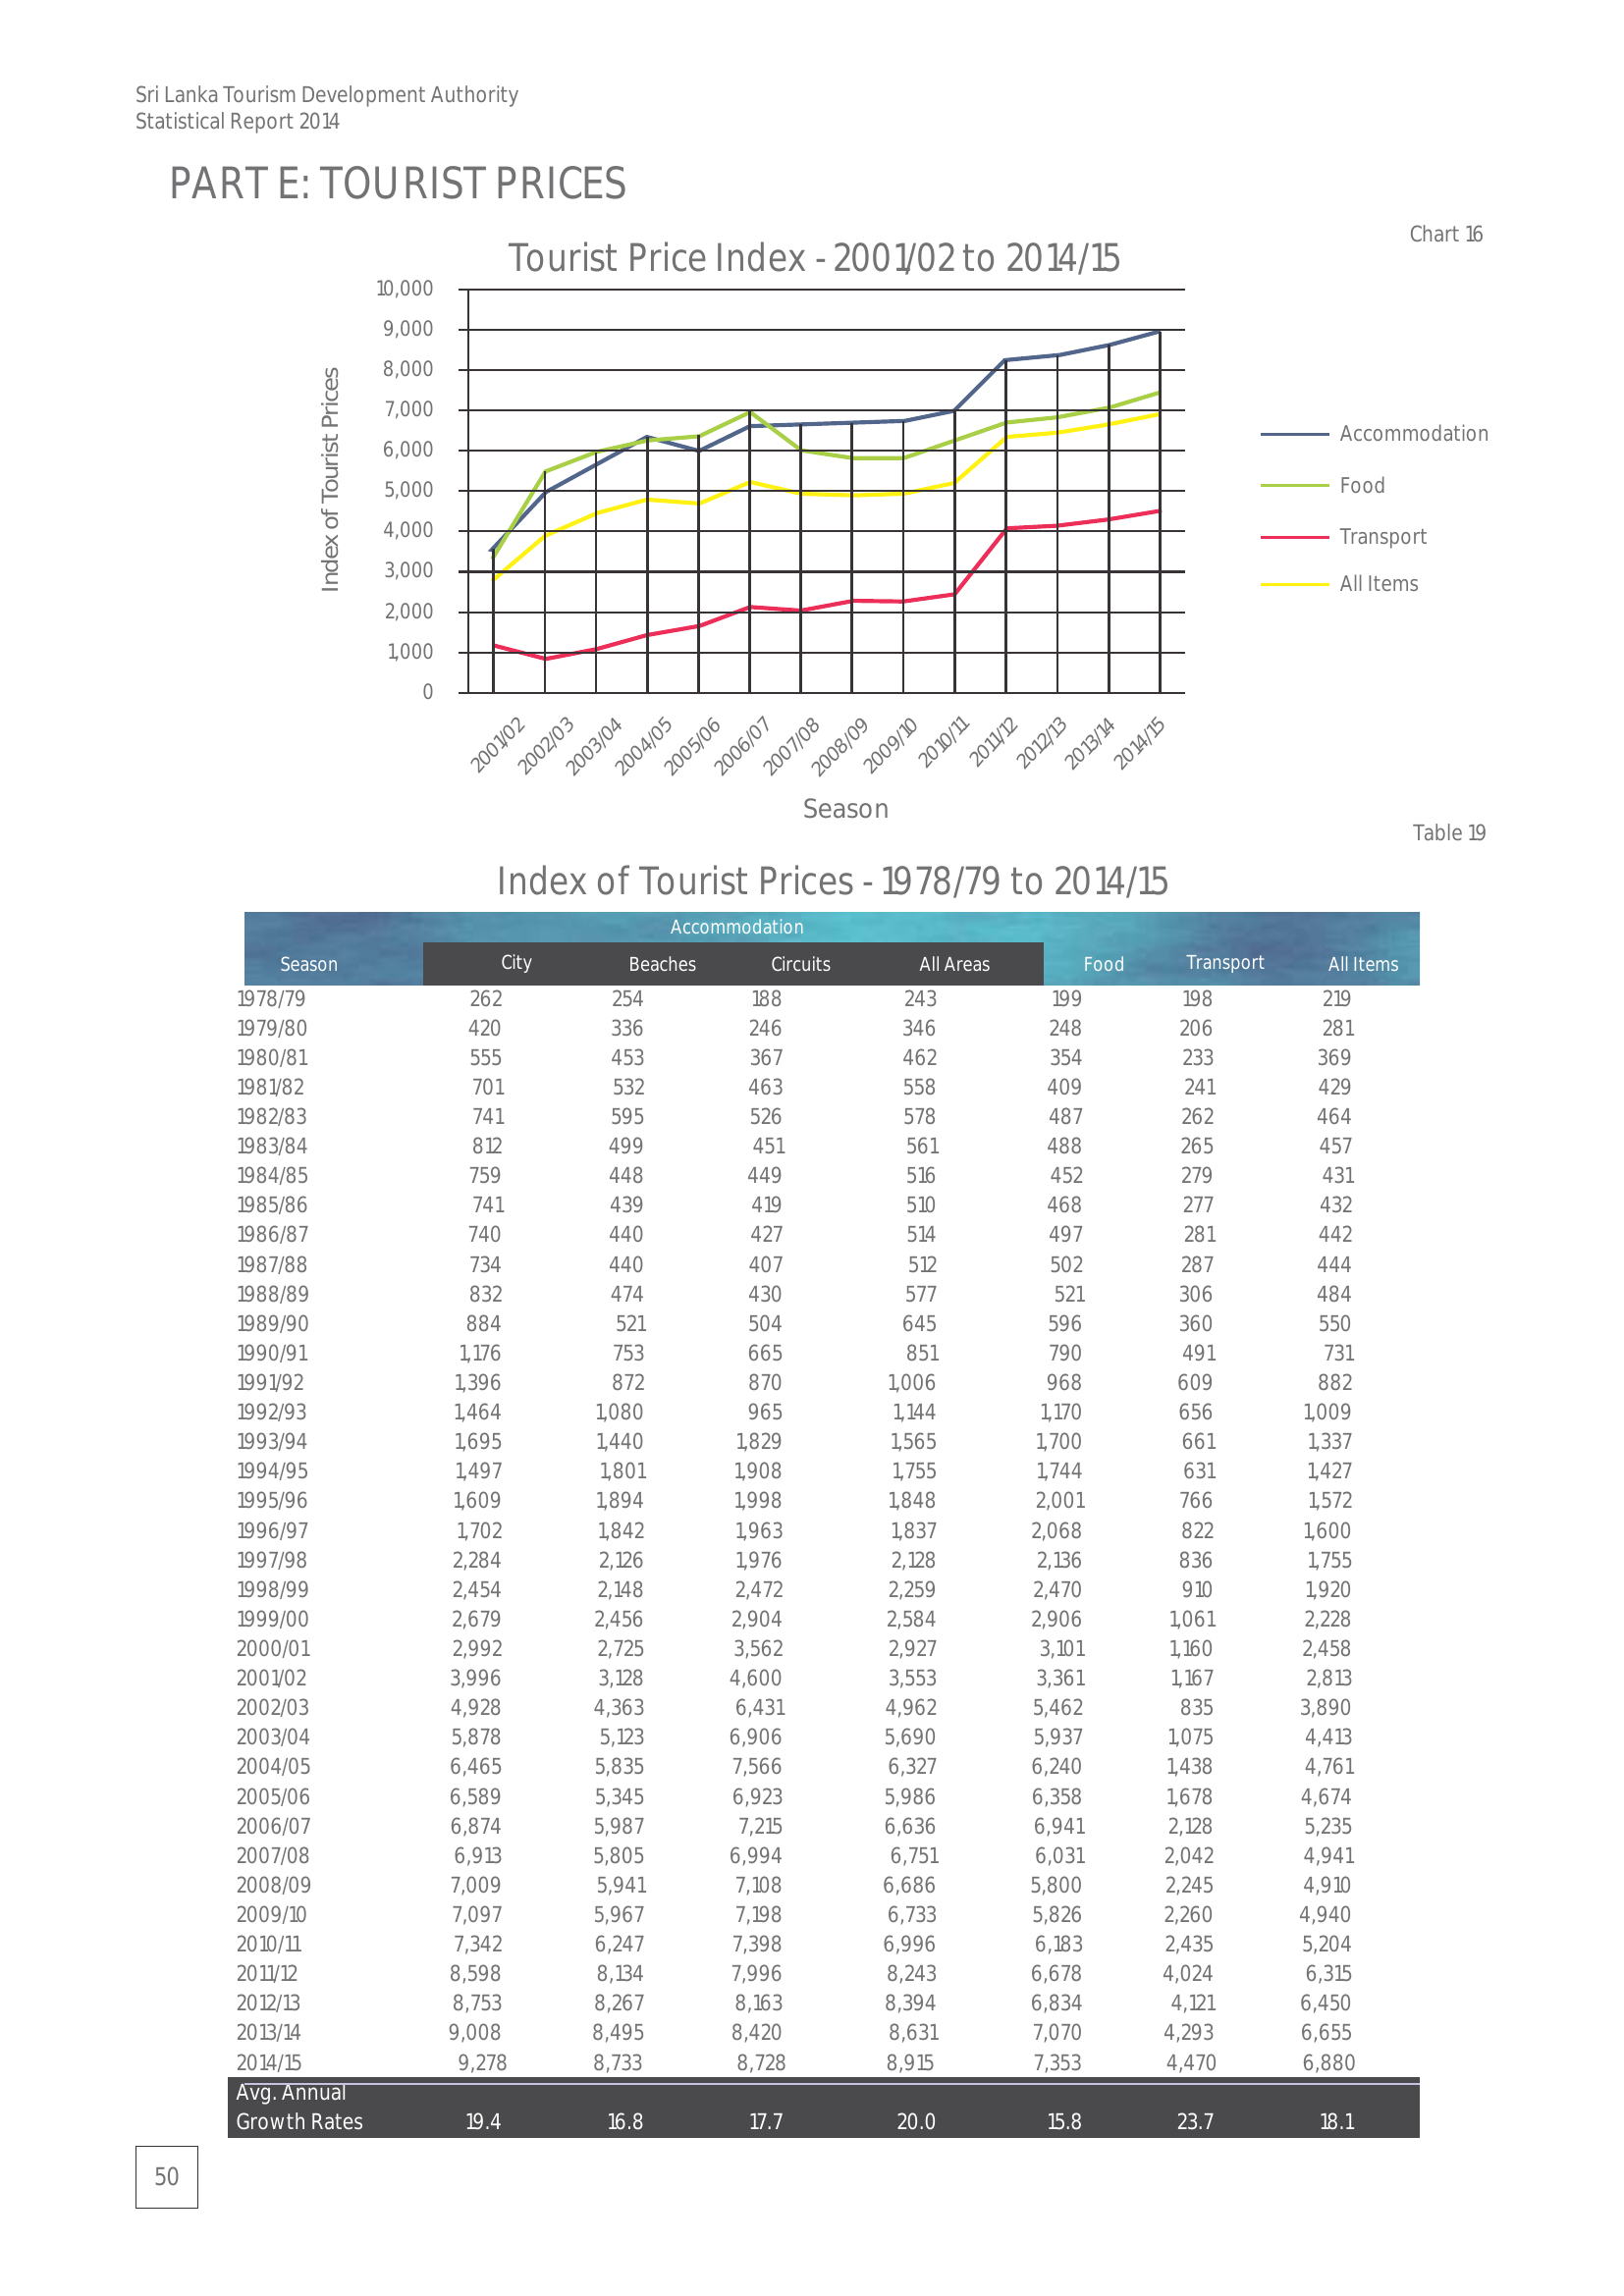 Sri Lanka Tourism Development Authority
Statistical Report 2014
PART E: TOURIST PRICES
Chart 16
Tourist Price Index - 2001/02 to 2014/15
Index of Tourist Prices
10,000
9,000
8,000
7,000
6,000
5,000
4,000
3,000
2,000
1,000
0
Accommodation
Food
Transport
All Items
2001/02 2002/03 2003/04 2004/05 2005/06 2006/07 2007/08 2008/09 2009/10 2010/11 2011/12 2012/13 2013/14 2014/15
Season
Table 19
Index of Tourist Prices - 1978/79 to 2014/15
Accommodation
Season City Beaches Circuits All Areas Food Transport All Items
1978/79 262 254 188 243 199 198 219
1979/80 420 336 246 346 248 206 281
1980/81 555 453 367 462 354 233 369
1981/82 701 532 463 558 409 241 429
1982/83 741 595 526 578 487 262 464
1983/84 812 499 451 561 488 265 457
1984/85 759 448 449 516 452 279 431
1985/86 741 439 419 510 468 277 432
1986/87 740 440 427 514 497 281 442
1987/88 734 440 407 512 502 287 444
1988/89 832 474 430 577 521 306 484
1989/90 884 521 504 645 596 360 550
1990/91 1,176 753 665 851 790 491 731
1991/92 1,396 872 870 1,006 968 609 882
1992/93 1,464 1,080 965 1,144 1,170 656 1,009
1993/94 1,695 1,440 1,829 1,565 1,700 661 1,337
1994/95 1,497 1,801 1,908 1,755 1,744 631 1,427
1995/96 1,609 1,894 1,998 1,848 2,001 766 1,572
1996/97 1,702 1,842 1,963 1,837 2,068 822 1,600
1997/98 2,284 2,126 1,976 2,128 2,136 836 1,755
1998/99 2,454 2,148 2,472 2,259 2,470 910 1,920
1999/00 2,679 2,456 2,904 2,584 2,906 1,061 2,228
2000/01 2,992 2,725 3,562 2,927 3,101 1,160 2,458
2001/02 3,996 3,128 4,600 3,553 3,361 1,167 2,813
2002/03 4,928 4,363 6,431 4,962 5,462 835 3,890
2003/04 5,878 5,123 6,906 5,690 5,937 1,075 4,413
2004/05 6,465 5,835 7,566 6,327 6,240 1,438 4,761
2005/06 6,589 5,345 6,923 5,986 6,358 1,678 4,674
2006/07 6,874 5,987 7,215 6,636 6,941 2,128 5,235
2007/08 6,913 5,805 6,994 6,751 6,031 2,042 4,941
2008/09 7,009 5,941 7,108 6,686 5,800 2,245 4,910
2009/10 7,097 5,967 7,198 6,733 5,826 2,260 4,940
2010/11 7,342 6,247 7,398 6,996 6,183 2,435 5,204
2011/12 8,598 8,134 7,996 8,243 6,678 4,024 6,315
2012/13 8,753 8,267 8,163 8,394 6,834 4,121 6,450
2013/14 9,008 8,495 8,420 8,631 7,070 4,293 6,655
2014/15 9,278 8,733 8,728 8,915 7,353 4,470 6,880
Avg. Annual
Growth Rates 19.4 16.8 17.7 20.0 15.8 23.7 18.1
50